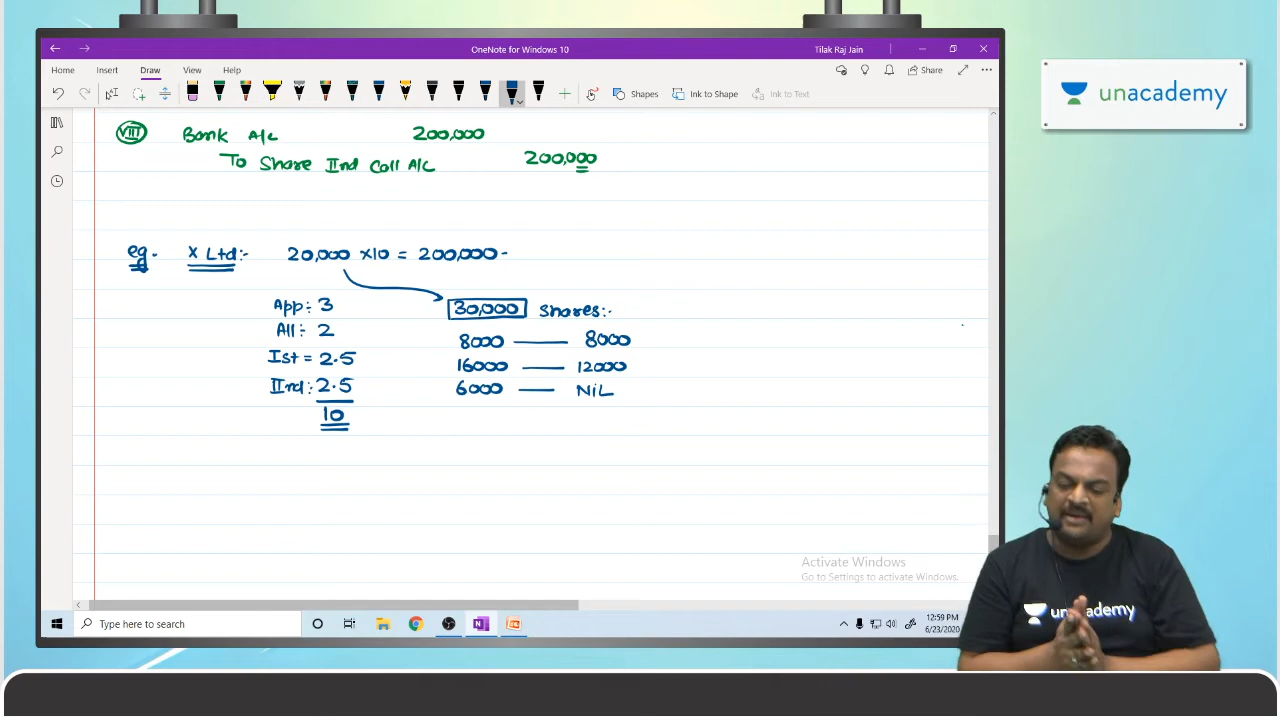 OneNote for Windows 10
Tilak Raj Jain
Home Insert Draw View Help
Share
Shapes Ink to Shape Ink to Text
VIII Bank A/c 200,000
To Share IInd Call A/C 200,000
eg. X Ltd:- 20,000 x10 = 200,000-
App: 3
All: 2
Ist = 2.5
IInd: 2.5
10
30,000 Shares:-
8000 — 8000
16000 — 12000
6000 — NiL
Activate Windows
Go to Settings to activate Windows.
Type here to search
12:59 PM
6/23/2020
unacademy
unacademy